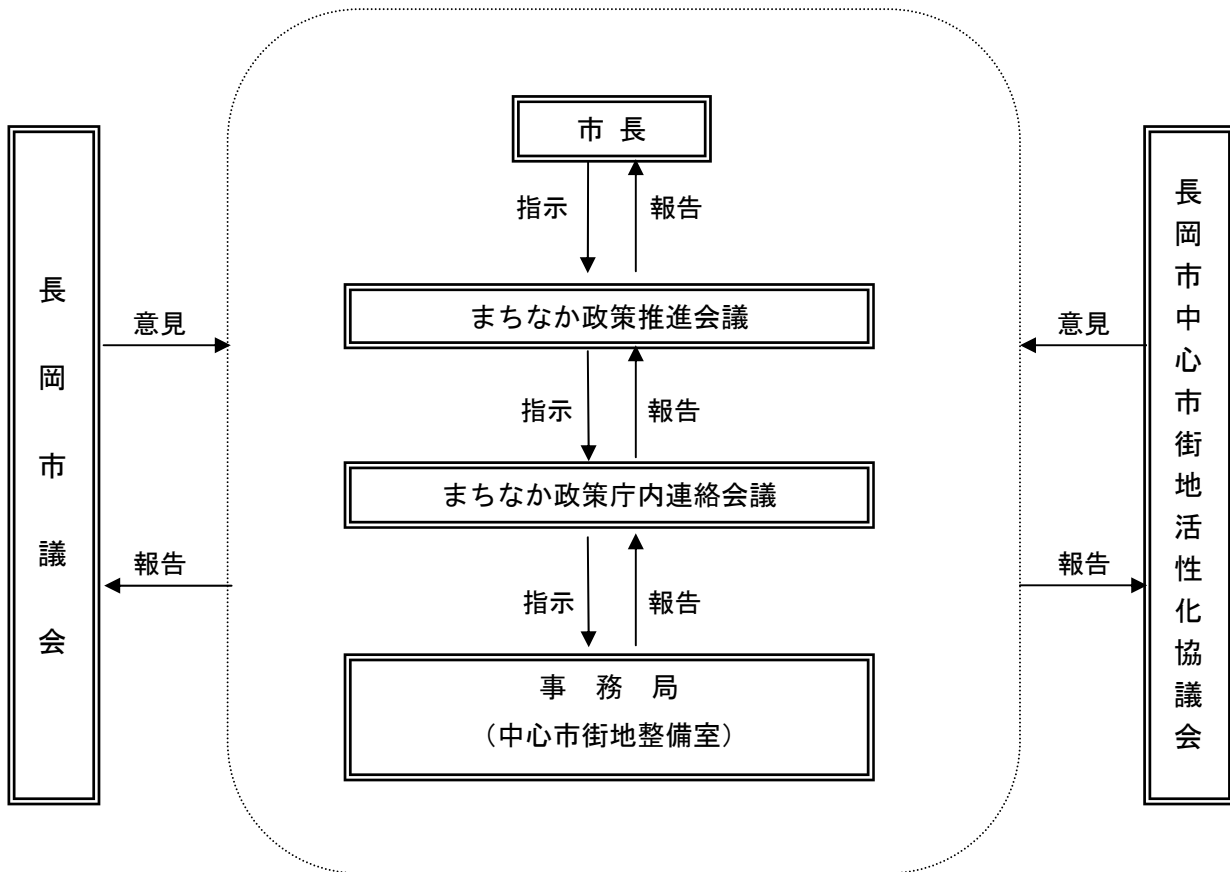 市 長
指示
報告
長岡市議会
まちなか政策推進会議
意見
意見
長岡市中心市街地活性化協議会
指示
報告
まちなか政策庁内連絡会議
報告
報告
指示
報告
事 務 局
（中心市街地整備室）